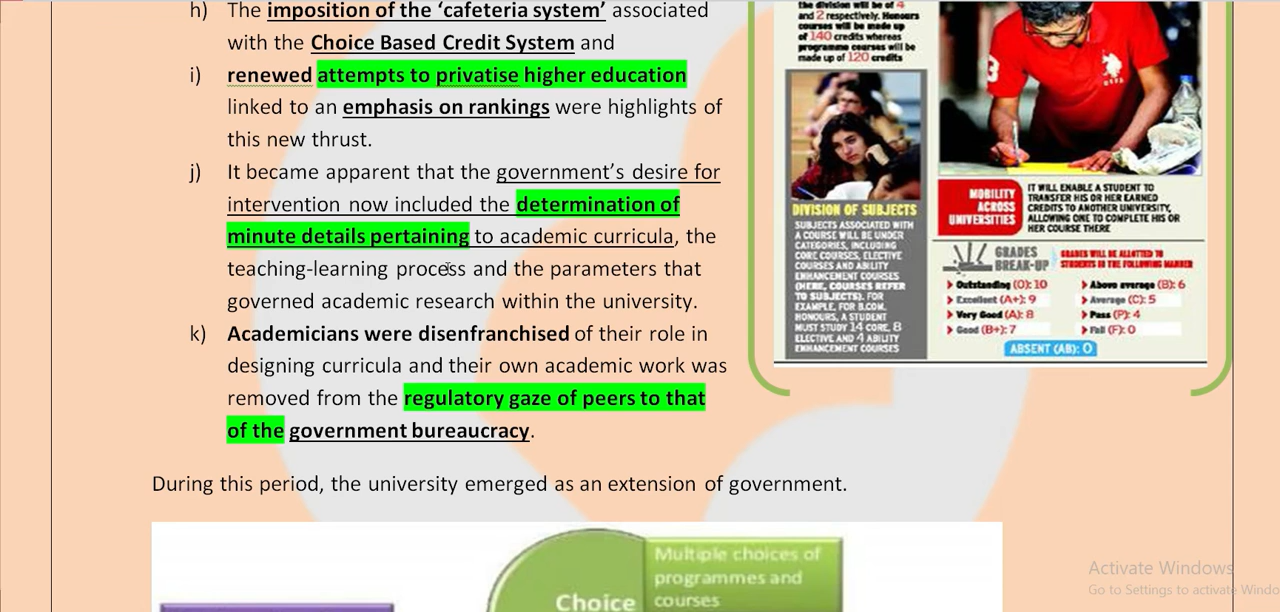 h) The imposition of the ‘cafeteria system’ associated
with the Choice Based Credit System and
i) renewed attempts to privatise higher education
linked to an emphasis on rankings were highlights of
this new thrust.
j) It became apparent that the government’s desire for
intervention now included the determination of
minute details pertaining to academic curricula, the
teaching-learning process and the parameters that
governed academic research within the university.
k) Academicians were disenfranchised of their role in
designing curricula and their own academic work was
removed from the regulatory gaze of peers to that
of the government bureaucracy.
the division will be of 4
and 2 respectively. Honours
courses will be made up
of 140 credits whereas
programme courses will be
made up of 120 credits
3
DIVISION OF SUBJECTS
SUBJECTS ASSOCIATED WITH
A COURSE WILL BE UNDER
CATEGORIES, INCLUDING
CORE COURSES, ELECTIVE
COURSES AND ABILITY
ENHANCEMENT COURSES
(HERE, COURSES REFER
TO SUBJECTS). FOR
EXAMPLE, FOR B.COM.
HONOURS, A STUDENT
MUST STUDY 14 CORE, 8
ELECTIVE AND 4 ABILITY
ENHANCEMENT COURSES
MOBILITY
ACROSS
UNIVERSITIES
IT WILL ENABLE A STUDENT TO
TRANSFER HIS OR HER EARNED
CREDITS TO ANOTHER UNIVERSITY,
ALLOWING ONE TO COMPLETE HIS OR
HER COURSE THERE
GRADES
BREAK-UP
GRADES WILL BE ALLOTTED TO
STUDENTS IN THE FOLLOWING MANNER
Outstanding (O): 10
Excellent (A+): 9
Very Good (A): 8
Good (B+): 7
Above average (B): 6
Average (C): 5
Pass (P): 4
Fail (F): 0
ABSENT (AB): 0
During this period, the university emerged as an extension of government.
Choice
Multiple choices of
programmes and
courses
Activate Windows
Go to Settings to activate Windo